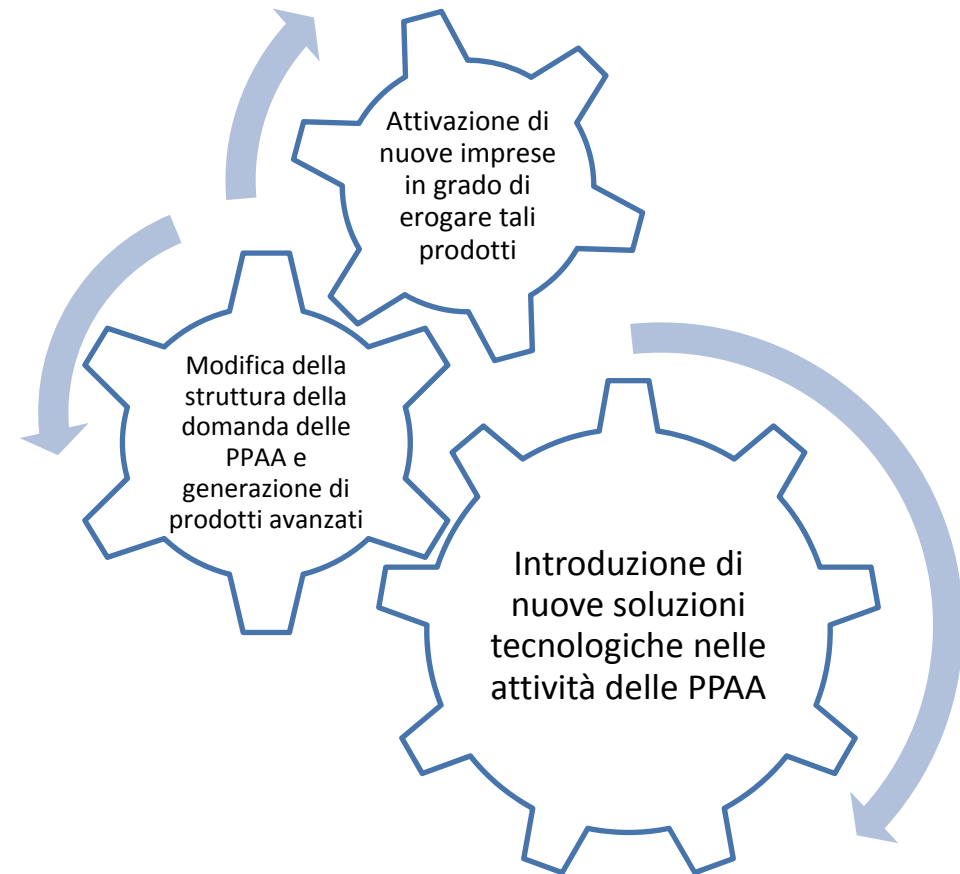 Attivazione di
nuove imprese
in grado di
erogare tali
prodotti
Modifica della
struttura della
domanda delle
PPAA e
generazione di
prodotti avanzati
Introduzione di
nuove soluzioni
tecnologiche nelle
attività delle PPAA